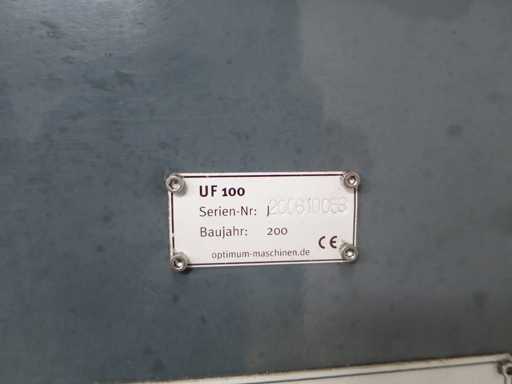 UF 100
Serien-Nr: J
Baujahr: 200
CE
optimum-maschinen.de